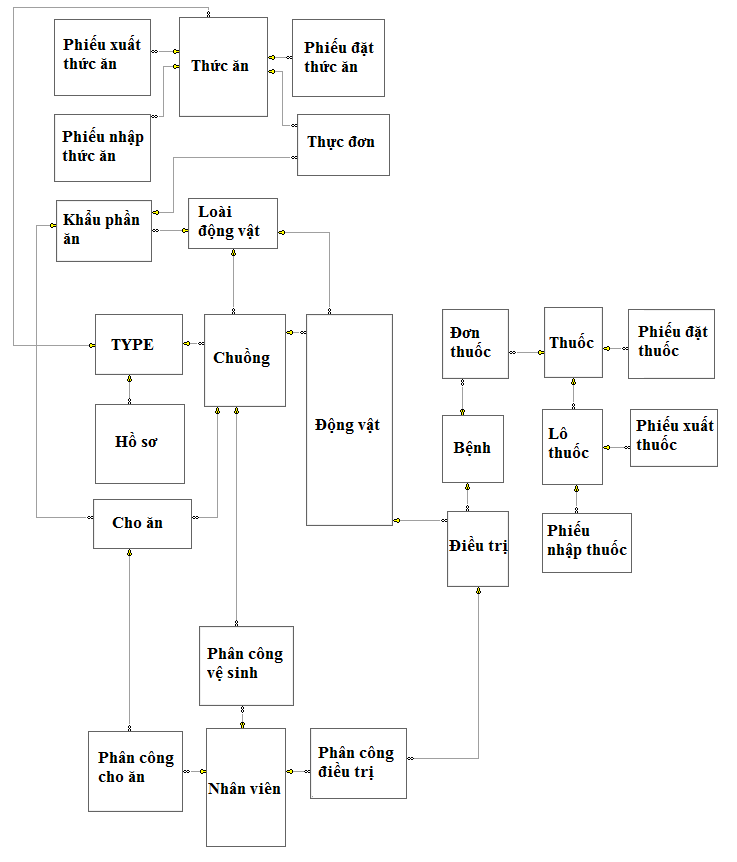 Phiếu xuất
thức ăn
Thức ăn
Phiếu đặt
thức ăn
Phiếu nhập
thức ăn
Thực đơn
Khẩu phần
ăn
Loài
động vật
TYPE
Chuồng
Động vật
Đơn
thuốc
Thuốc
Phiếu đặt
thuốc
Hồ sơ
Bệnh
Lô
thuốc
Phiếu xuất
thuốc
Cho ăn
Điều trị
Phiếu
nhập thuốc
Phân công
vệ sinh
Phân công
cho ăn
Nhân viên
Phân công
điều trị